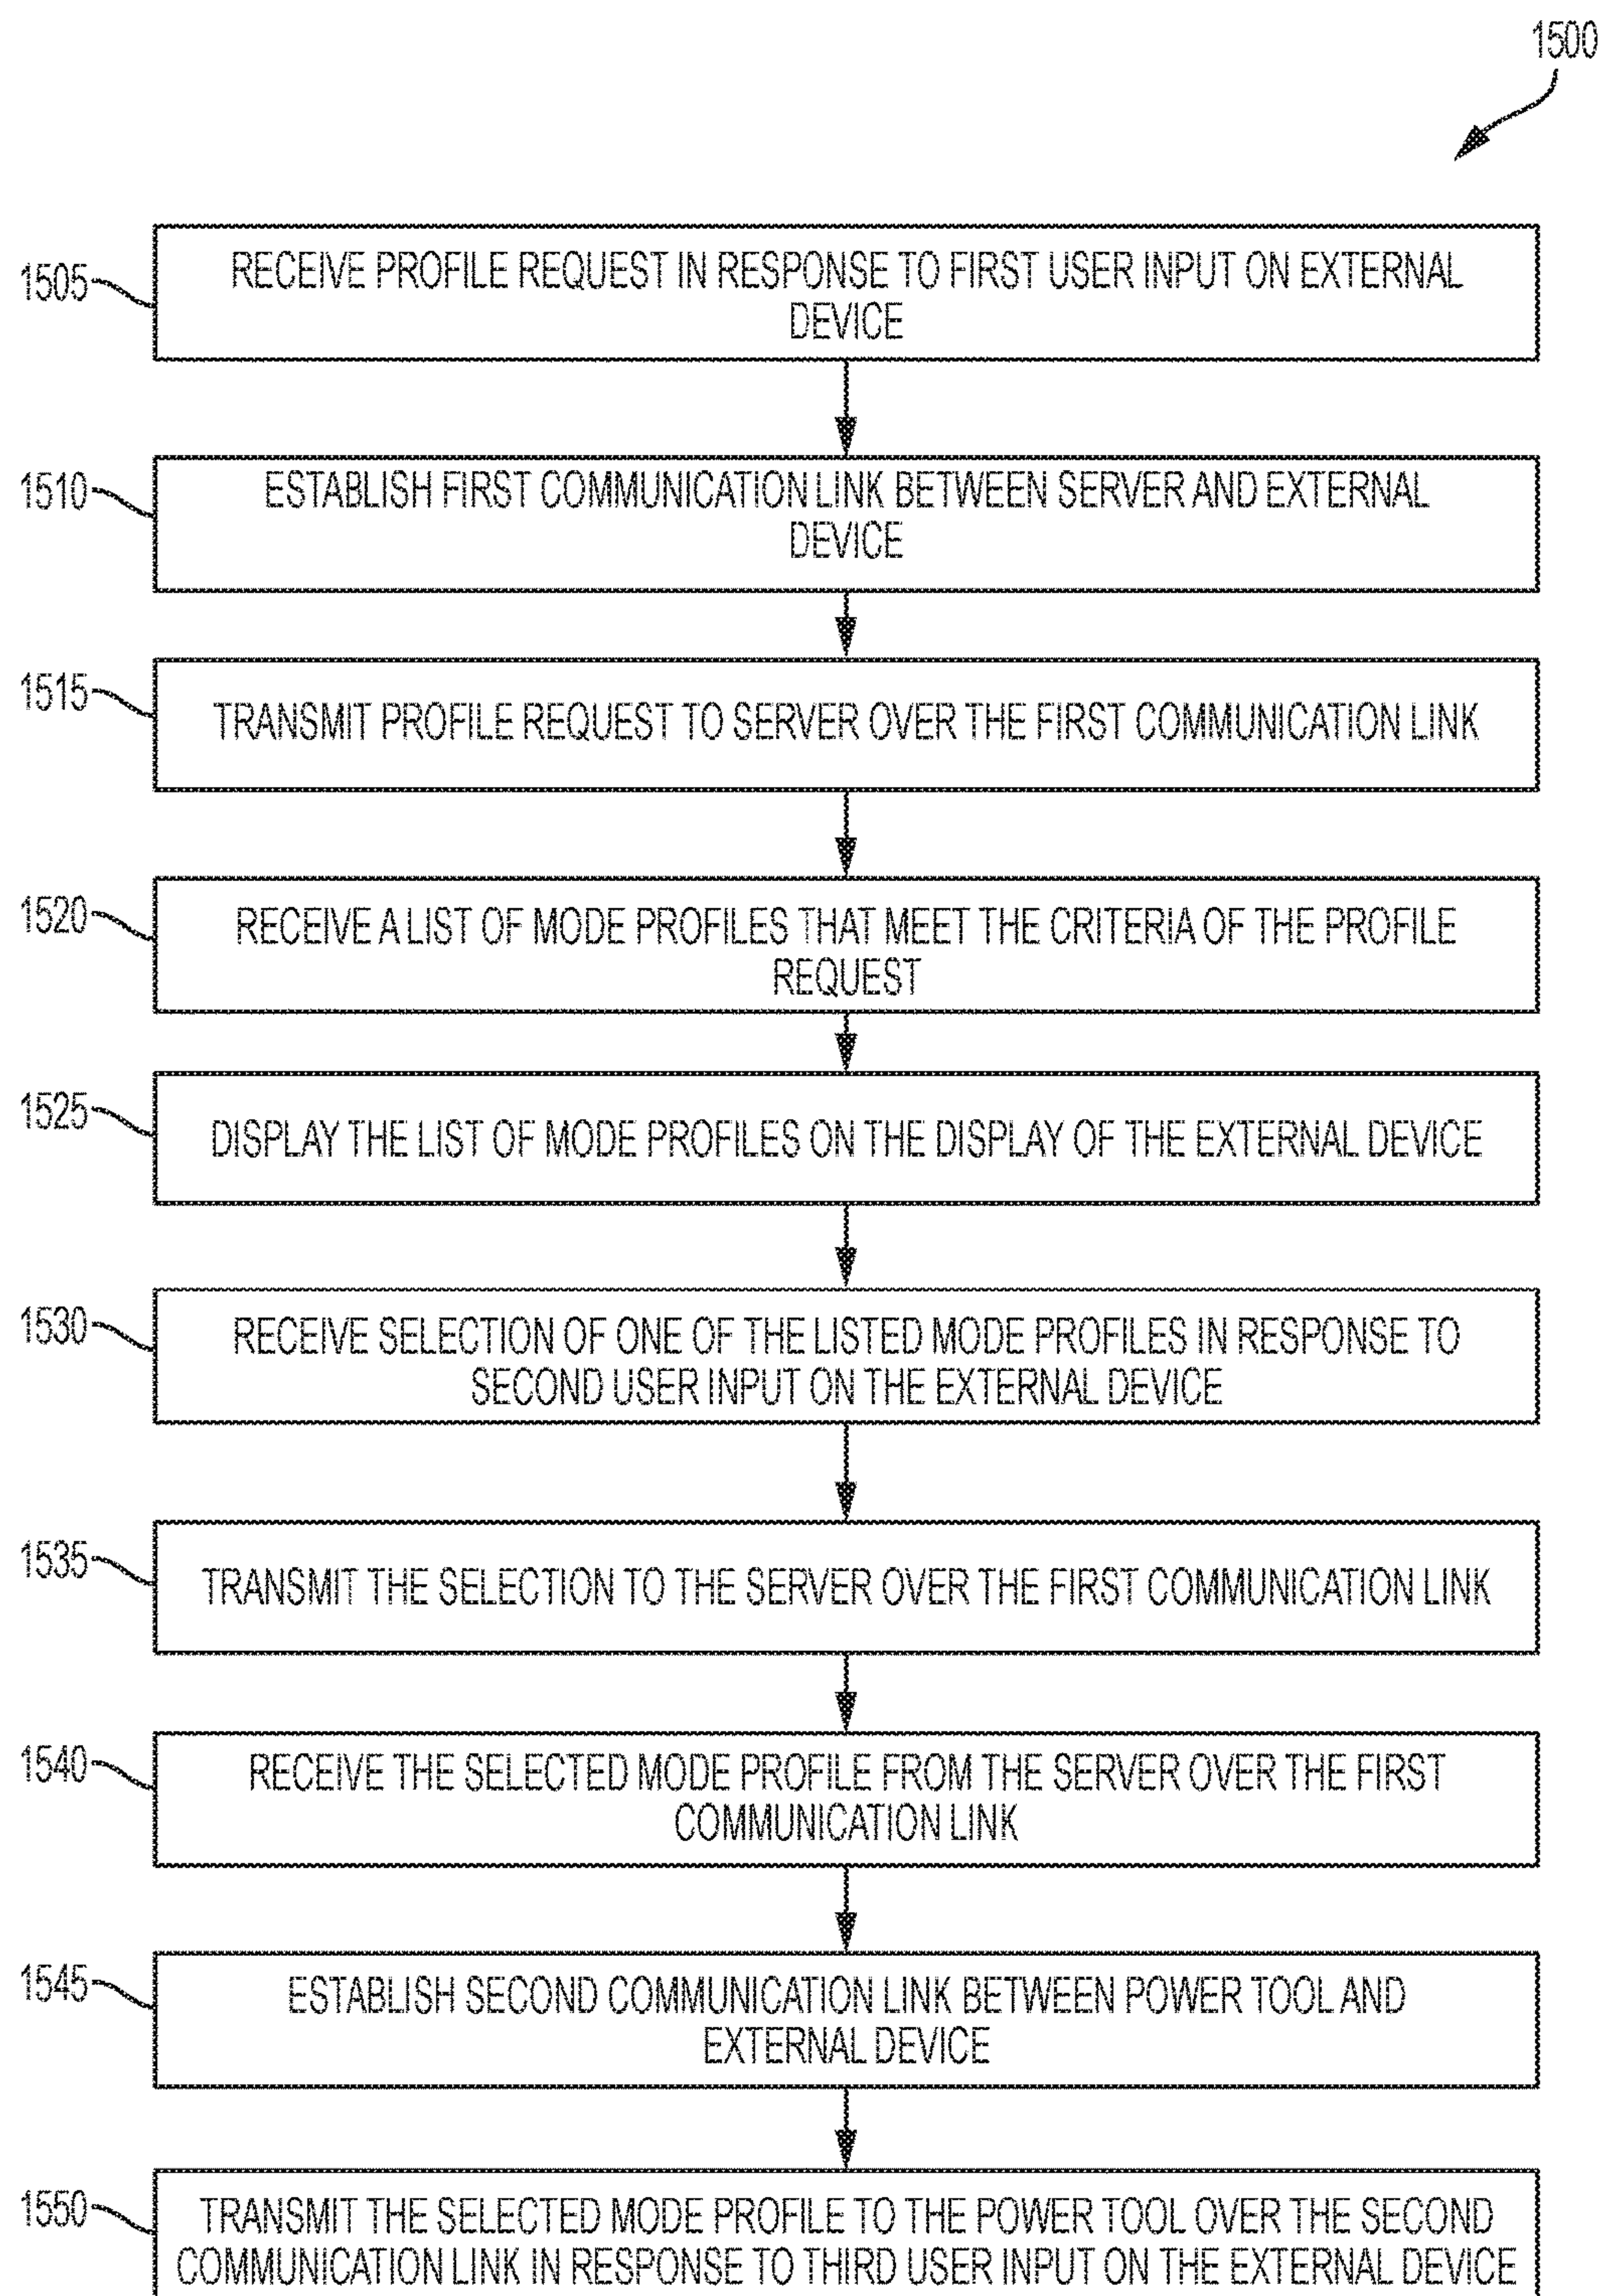 1500
1505
RECEIVE PROFILE REQUEST IN RESPONSE TO FIRST USER INPUT ON EXTERNAL
DEVICE
1510
ESTABLISH FIRST COMMUNICATION LINK BETWEEN SERVER AND EXTERNAL
DEVICE
1515
TRANSMIT PROFILE REQUEST TO SERVER OVER THE FIRST COMMUNICATION LINK
1520
RECEIVE A LIST OF MODE PROFILES THAT MEET THE CRITERIA OF THE PROFILE
REQUEST
1525
DISPLAY THE LIST OF MODE PROFILES ON THE DISPLAY OF THE EXTERNAL DEVICE
1530
RECEIVE SELECTION OF ONE OF THE LISTED MODE PROFILES IN RESPONSE TO
SECOND USER INPUT ON THE EXTERNAL DEVICE
1535
TRANSMIT THE SELECTION TO THE SERVER OVER THE FIRST COMMUNICATION LINK
1540
RECEIVE THE SELECTED MODE PROFILE FROM THE SERVER OVER THE FIRST
COMMUNICATION LINK
1545
ESTABLISH SECOND COMMUNICATION LINK BETWEEN POWER TOOL AND
EXTERNAL DEVICE
1550
TRANSMIT THE SELECTED MODE PROFILE TO THE POWER TOOL OVER THE SECOND
COMMUNICATION LINK IN RESPONSE TO THIRD USER INPUT ON THE EXTERNAL DEVICE